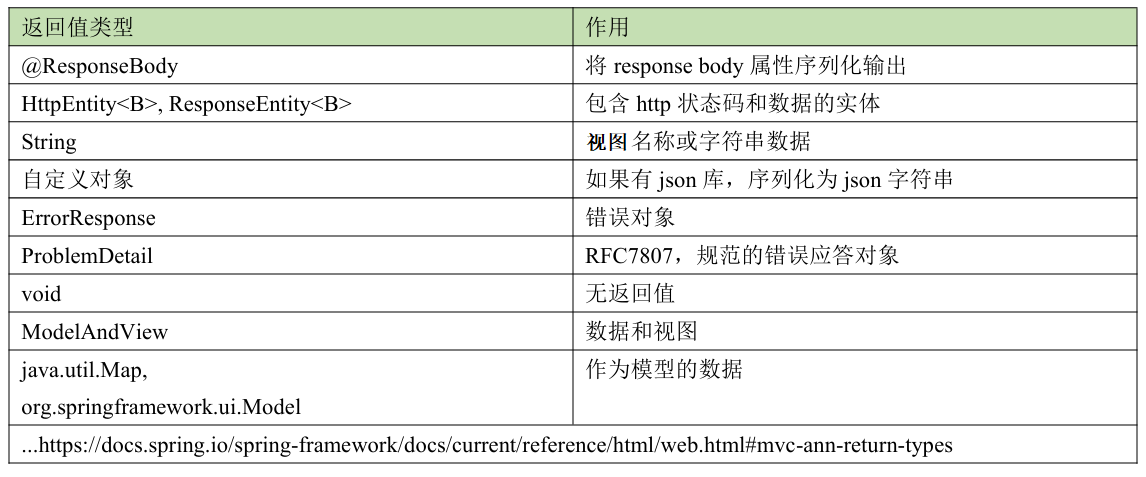 返回值类型 作用
@ResponseBody 将 response body 属性序列化输出
HttpEntity<B>, ResponseEntity<B> 包含 http 状态码和数据的实体
String 视图名称或字符串数据
自定义对象 如果有 json 库，序列化为 json 字符串
ErrorResponse 错误对象
ProblemDetail RFC7807，规范的错误应答对象
void 无返回值
ModelAndView 数据和视图
java.util.Map, 作为模型的数据
org.springframework.ui.Model
...https://docs.spring.io/spring-framework/docs/current/reference/html/web.html#mvc-ann-return-types